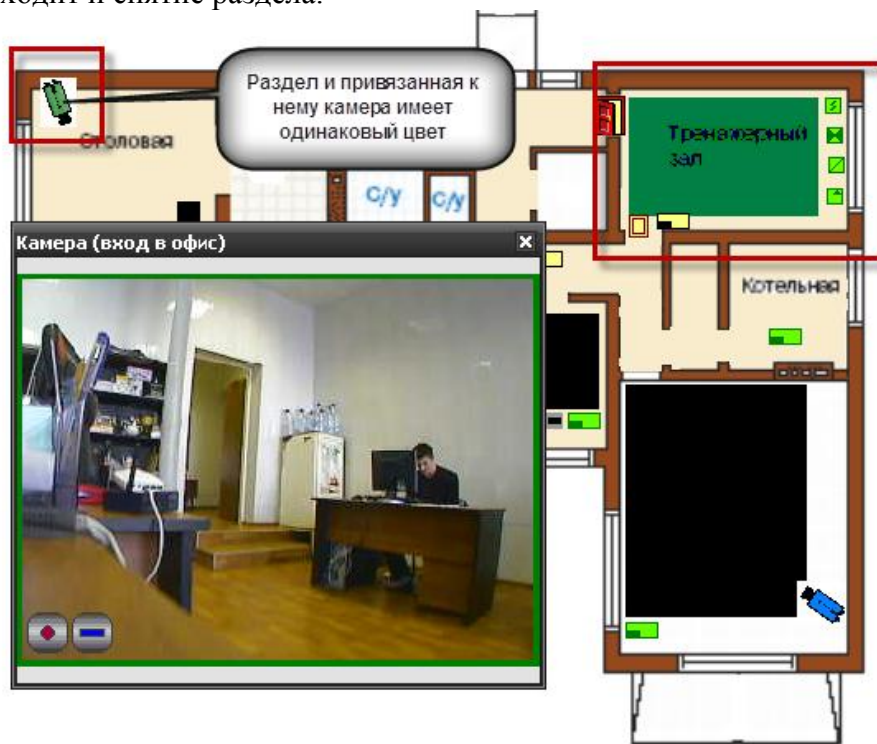 ходит и снятие раздела.
Раздел и привязанная к
нему камера имеет
одинаковый цвет
Столовая
Тренажерный
зал
С/У
С/У
Камера (вход в офис)
Котельная